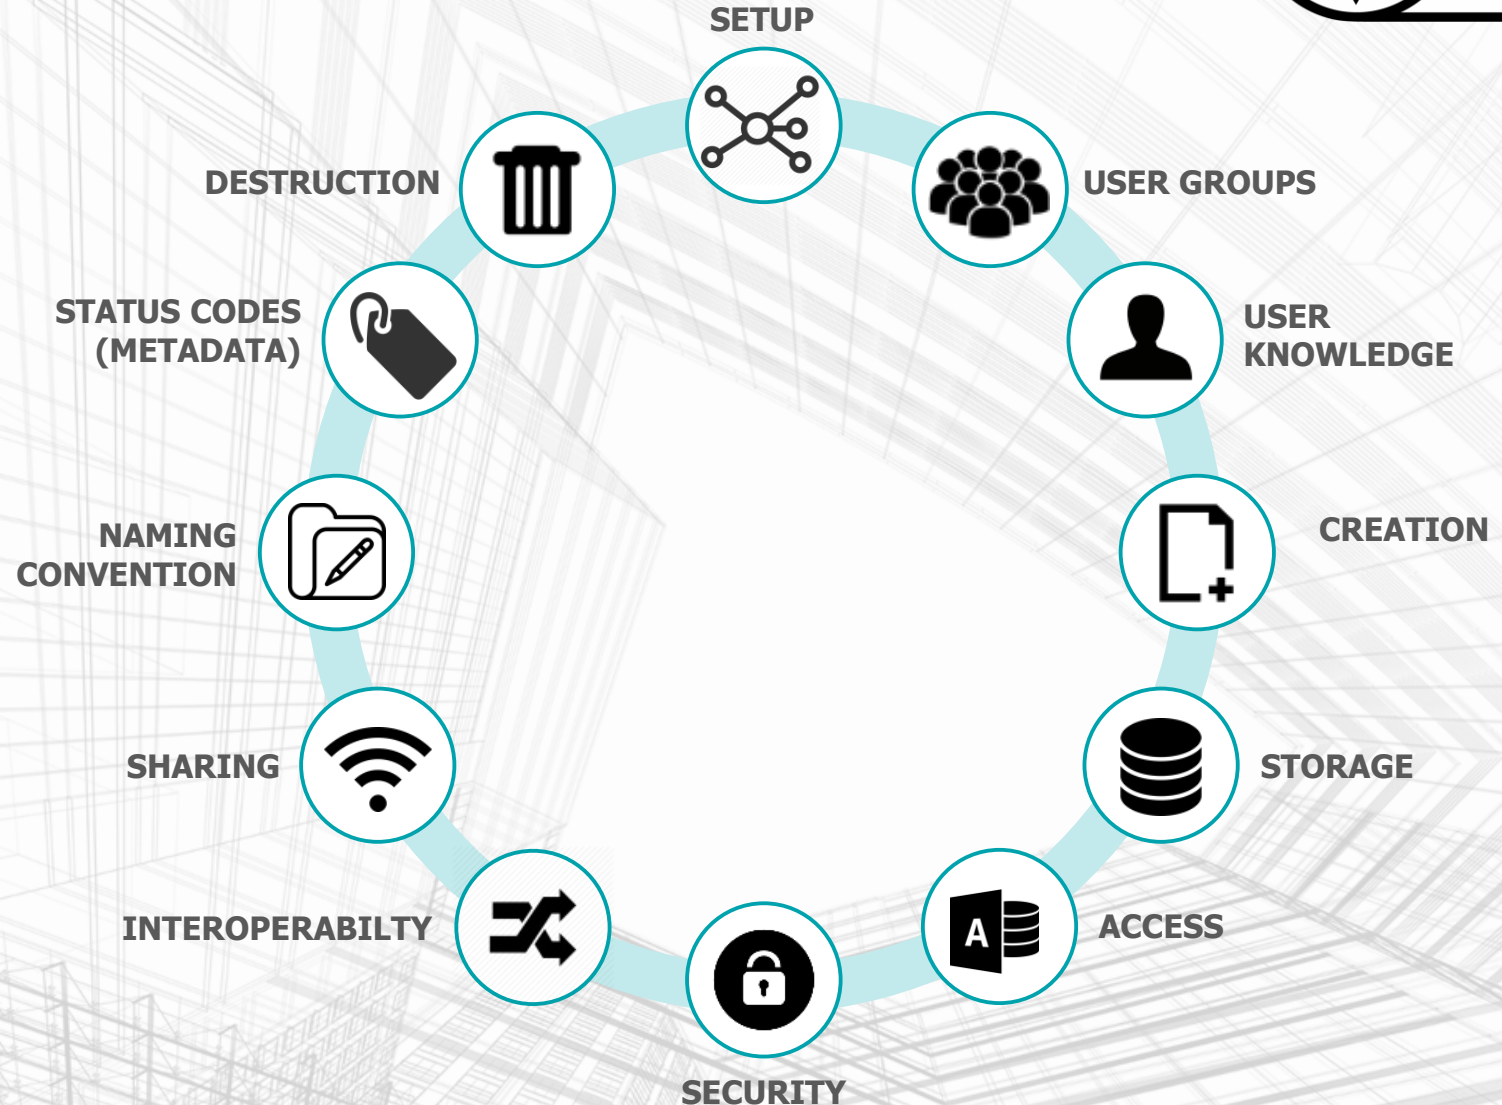 SETUP
USER GROUPS
USER
KNOWLEDGE
CREATION
STORAGE
A
ACCESS
SECURITY
INTEROPERABILTY
SHARING
NAMING
CONVENTION
STATUS CODES
(METADATA)
DESTRUCTION